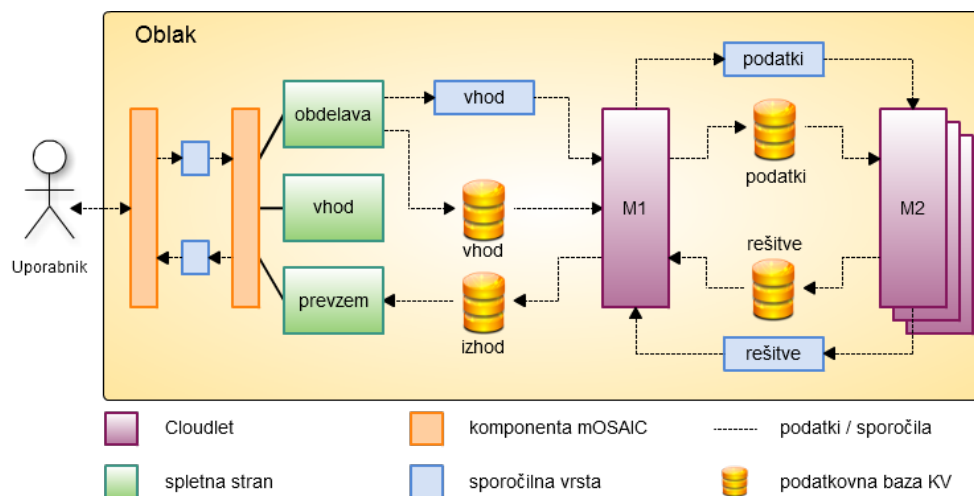 Oblak
podatki
obdelava
vhod
podatki
M1
M2
vhod
vhod
rešitve
Uporabnik
prevzem
izhod
rešitve
Cloudlet
komponenta mOSAIC
podatki / sporočila
spletna stran
sporočilna vrsta
podatkovna baza KV